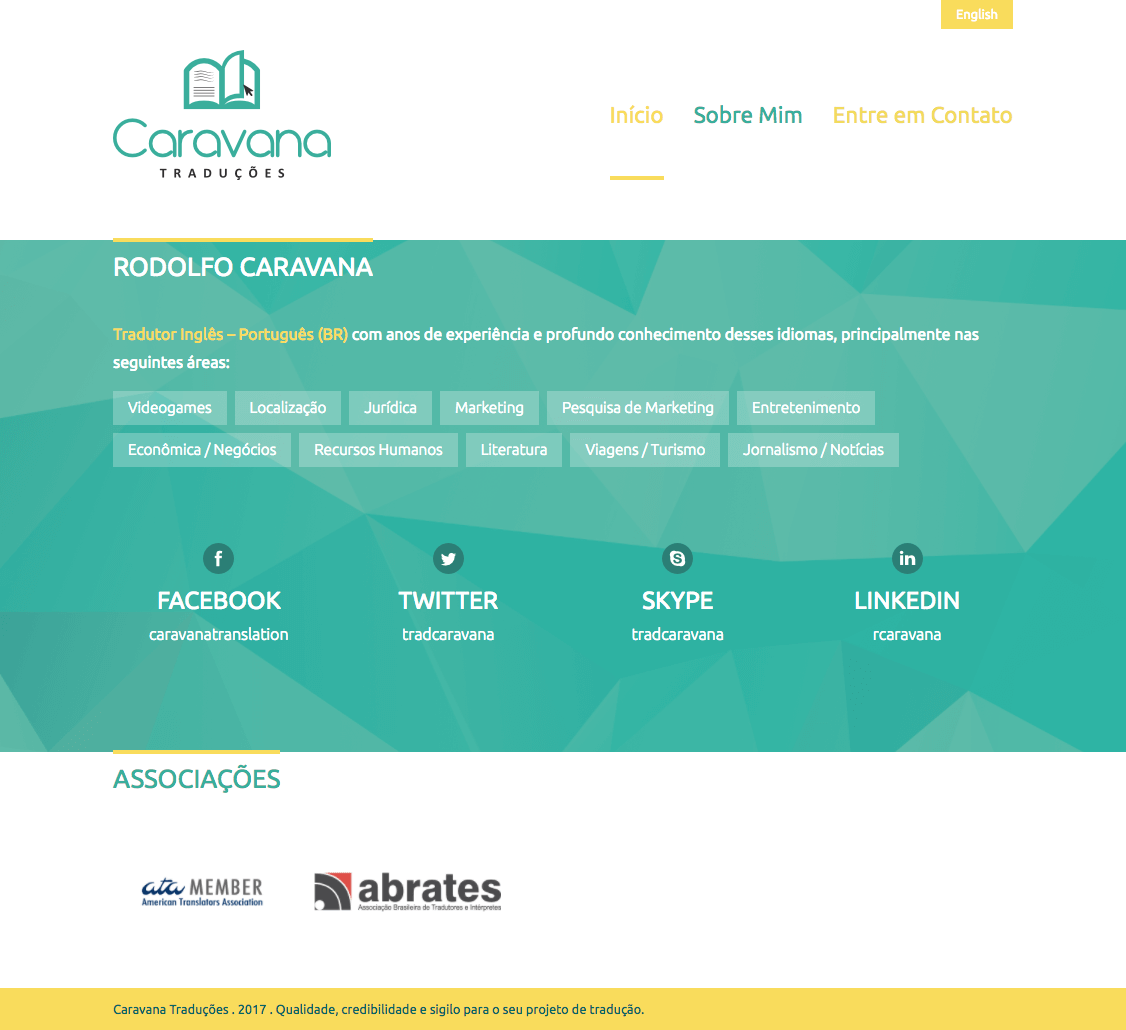 English
Caravana
TRADUÇÕES
Início Sobre Mim Entre em Contato
RODOLFO CARAVANA
Tradutor Inglês – Português (BR) com anos de experiência e profundo conhecimento desses idiomas, principalmente nas
seguintes áreas:
Videogames Localização Jurídica Marketing Pesquisa de Marketing Entretenimento
Econômica / Negócios Recursos Humanos Literatura Viagens / Turismo Jornalismo / Notícias
FACEBOOK TWITTER SKYPE LINKEDIN
caravanatranslation tradcaravana tradcaravana rcaravana
ASSOCIAÇÕES
ata MEMBER
American Translators Association
abrates
Associação Brasileira de Tradutores e Intérpretes
Caravana Traduções . 2017 . Qualidade, credibilidade e sigilo para o seu projeto de tradução.